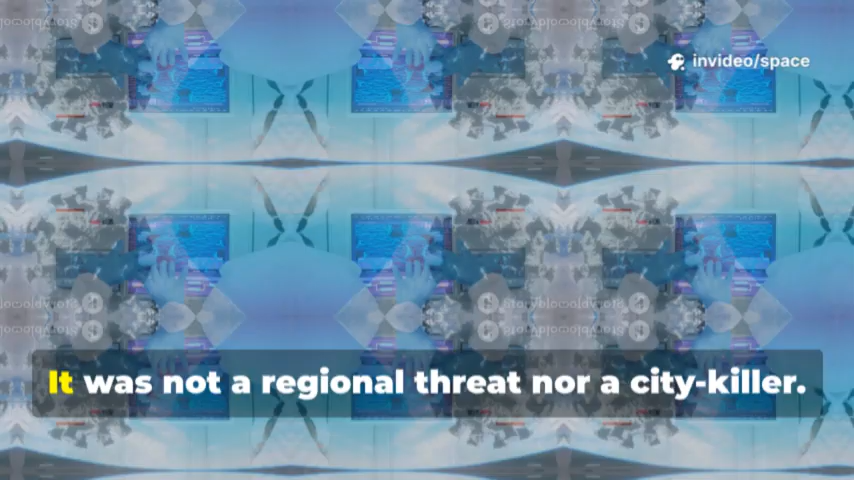 invideo/space
It was not a regional threat nor a city-killer.